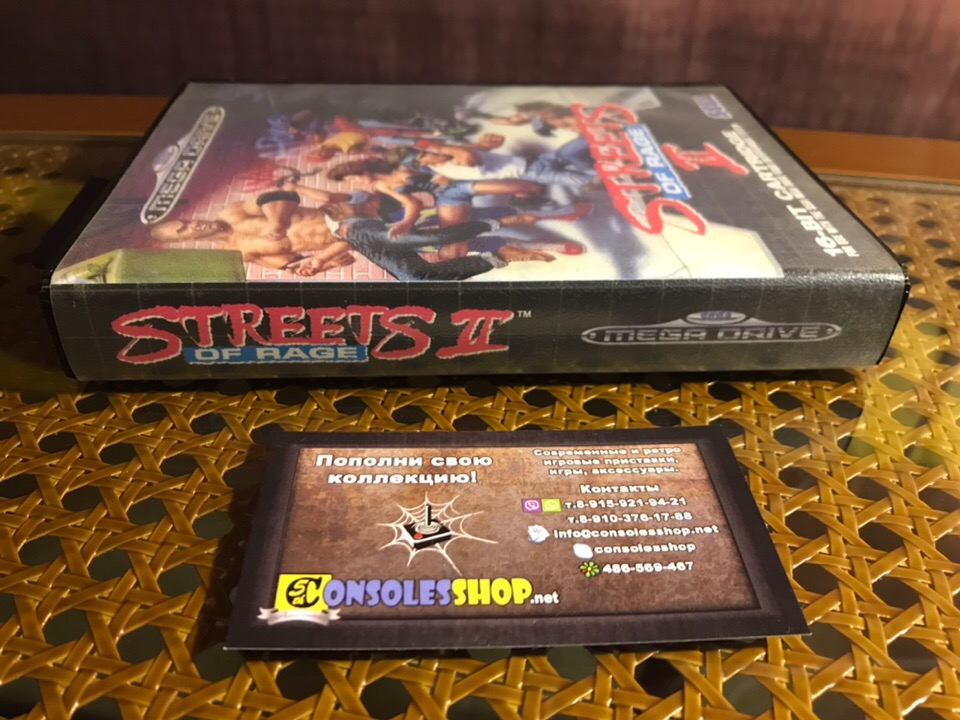 MEGA DRIVE
STREETS
OF RAGE
II
SEGA
16-BIT CARTRIDGE
STREETS II™
OF RAGE
SEGA
MEGA DRIVE
Пополни свою
коллекцию!
Современные и ретро
игровые приставки,
игры, аксессуары.
Контакты
т.8-915-921-94-21
т.8-910-376-17-88
info@consolesshop.net
consolesshop
486-569-467
CONSOLESSHOP.net